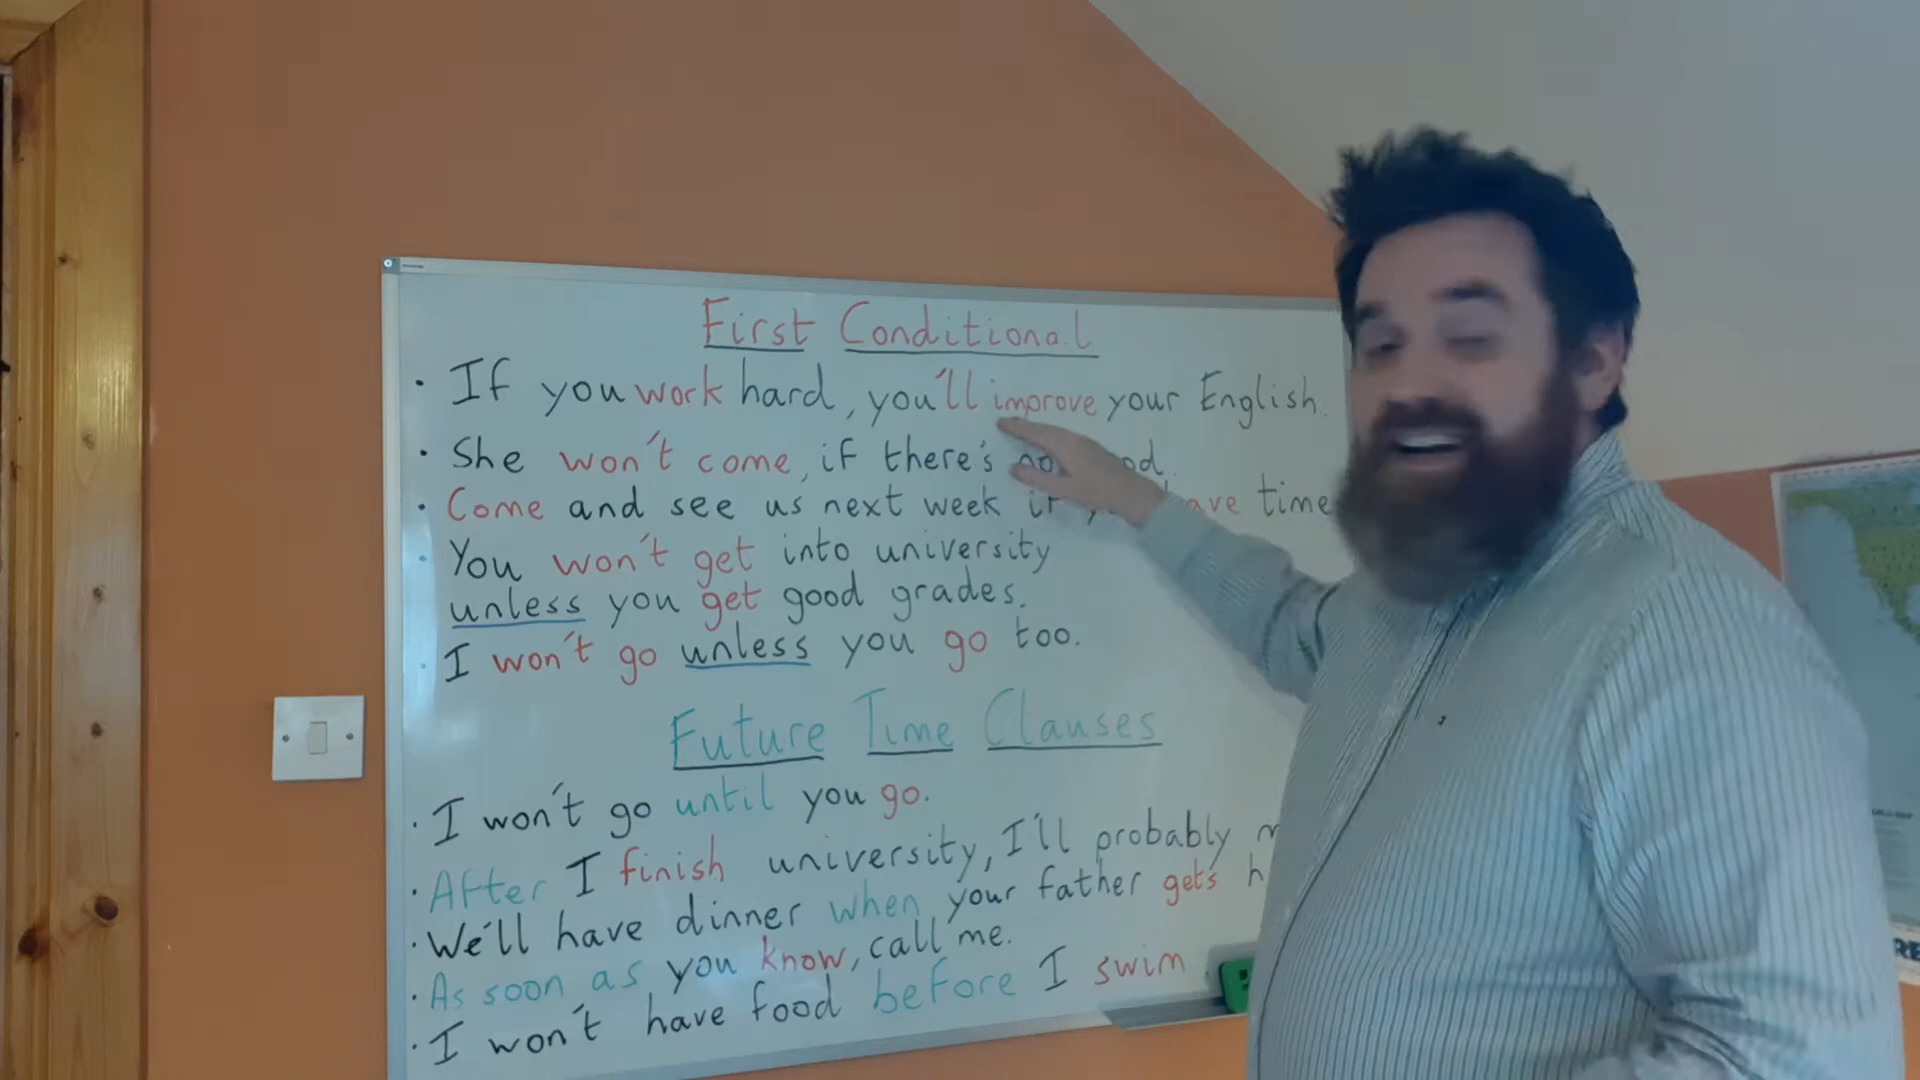 First Conditional
· If you work hard, you'll improve your English.
· She won't come, if there's no
· Come and see us next week if have time
· You won't get into university
unless you get good grades.
· I won't go unless you go too.
Future Time Clauses
· I won't go until you go.
· After I finish university, I'll probably
· We'll have dinner when your father gets
· As soon as you know, call me.
· I won't have food before I swim.